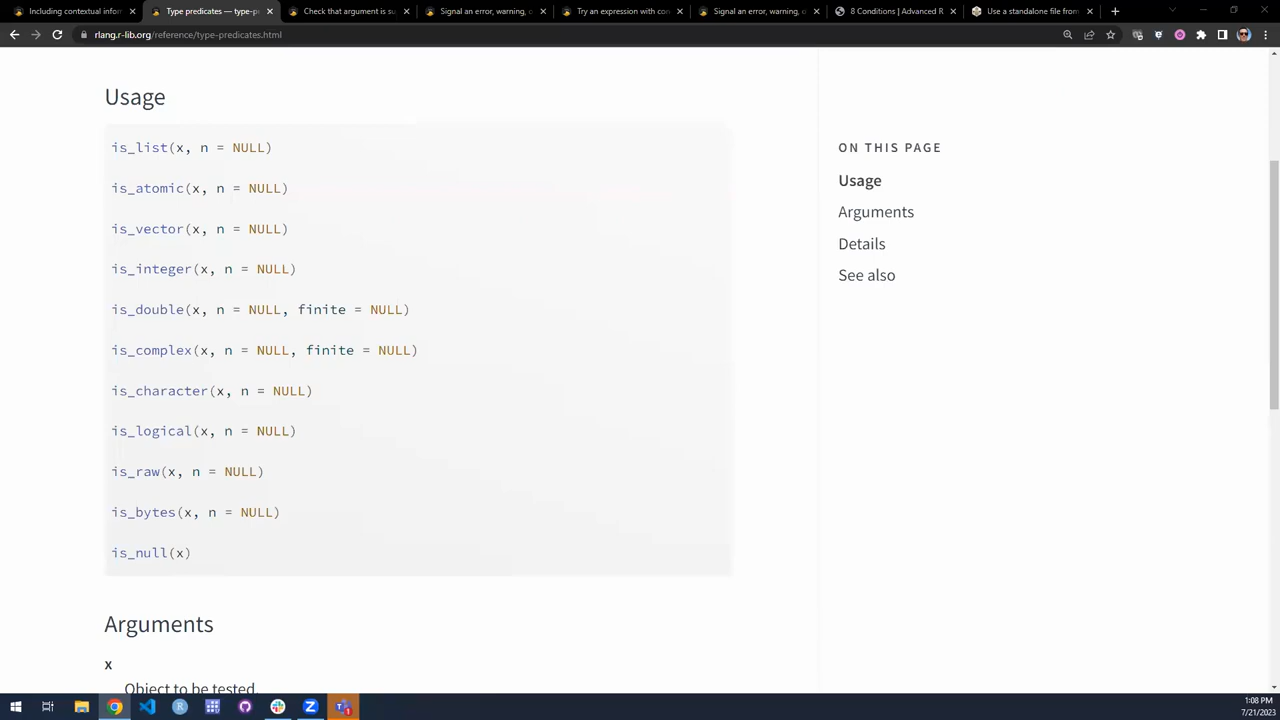 Including contextual inform
Type predicates — type-p
Check that argument is su
Signal an error, warning, o
Try an expression with con
Signal an error, warning, o
8 Conditions | Advanced R
Use a standalone file from
rlang.r-lib.org/reference/type-predicates.html
Usage
is_list(x, n = NULL)
is_atomic(x, n = NULL)
is_vector(x, n = NULL)
is_integer(x, n = NULL)
is_double(x, n = NULL, finite = NULL)
is_complex(x, n = NULL, finite = NULL)
is_character(x, n = NULL)
is_logical(x, n = NULL)
is_raw(x, n = NULL)
is_bytes(x, n = NULL)
is_null(x)
Arguments
x
Object to be tested.
ON THIS PAGE
Usage
Arguments
Details
See also
1:08 PM
7/21/2023